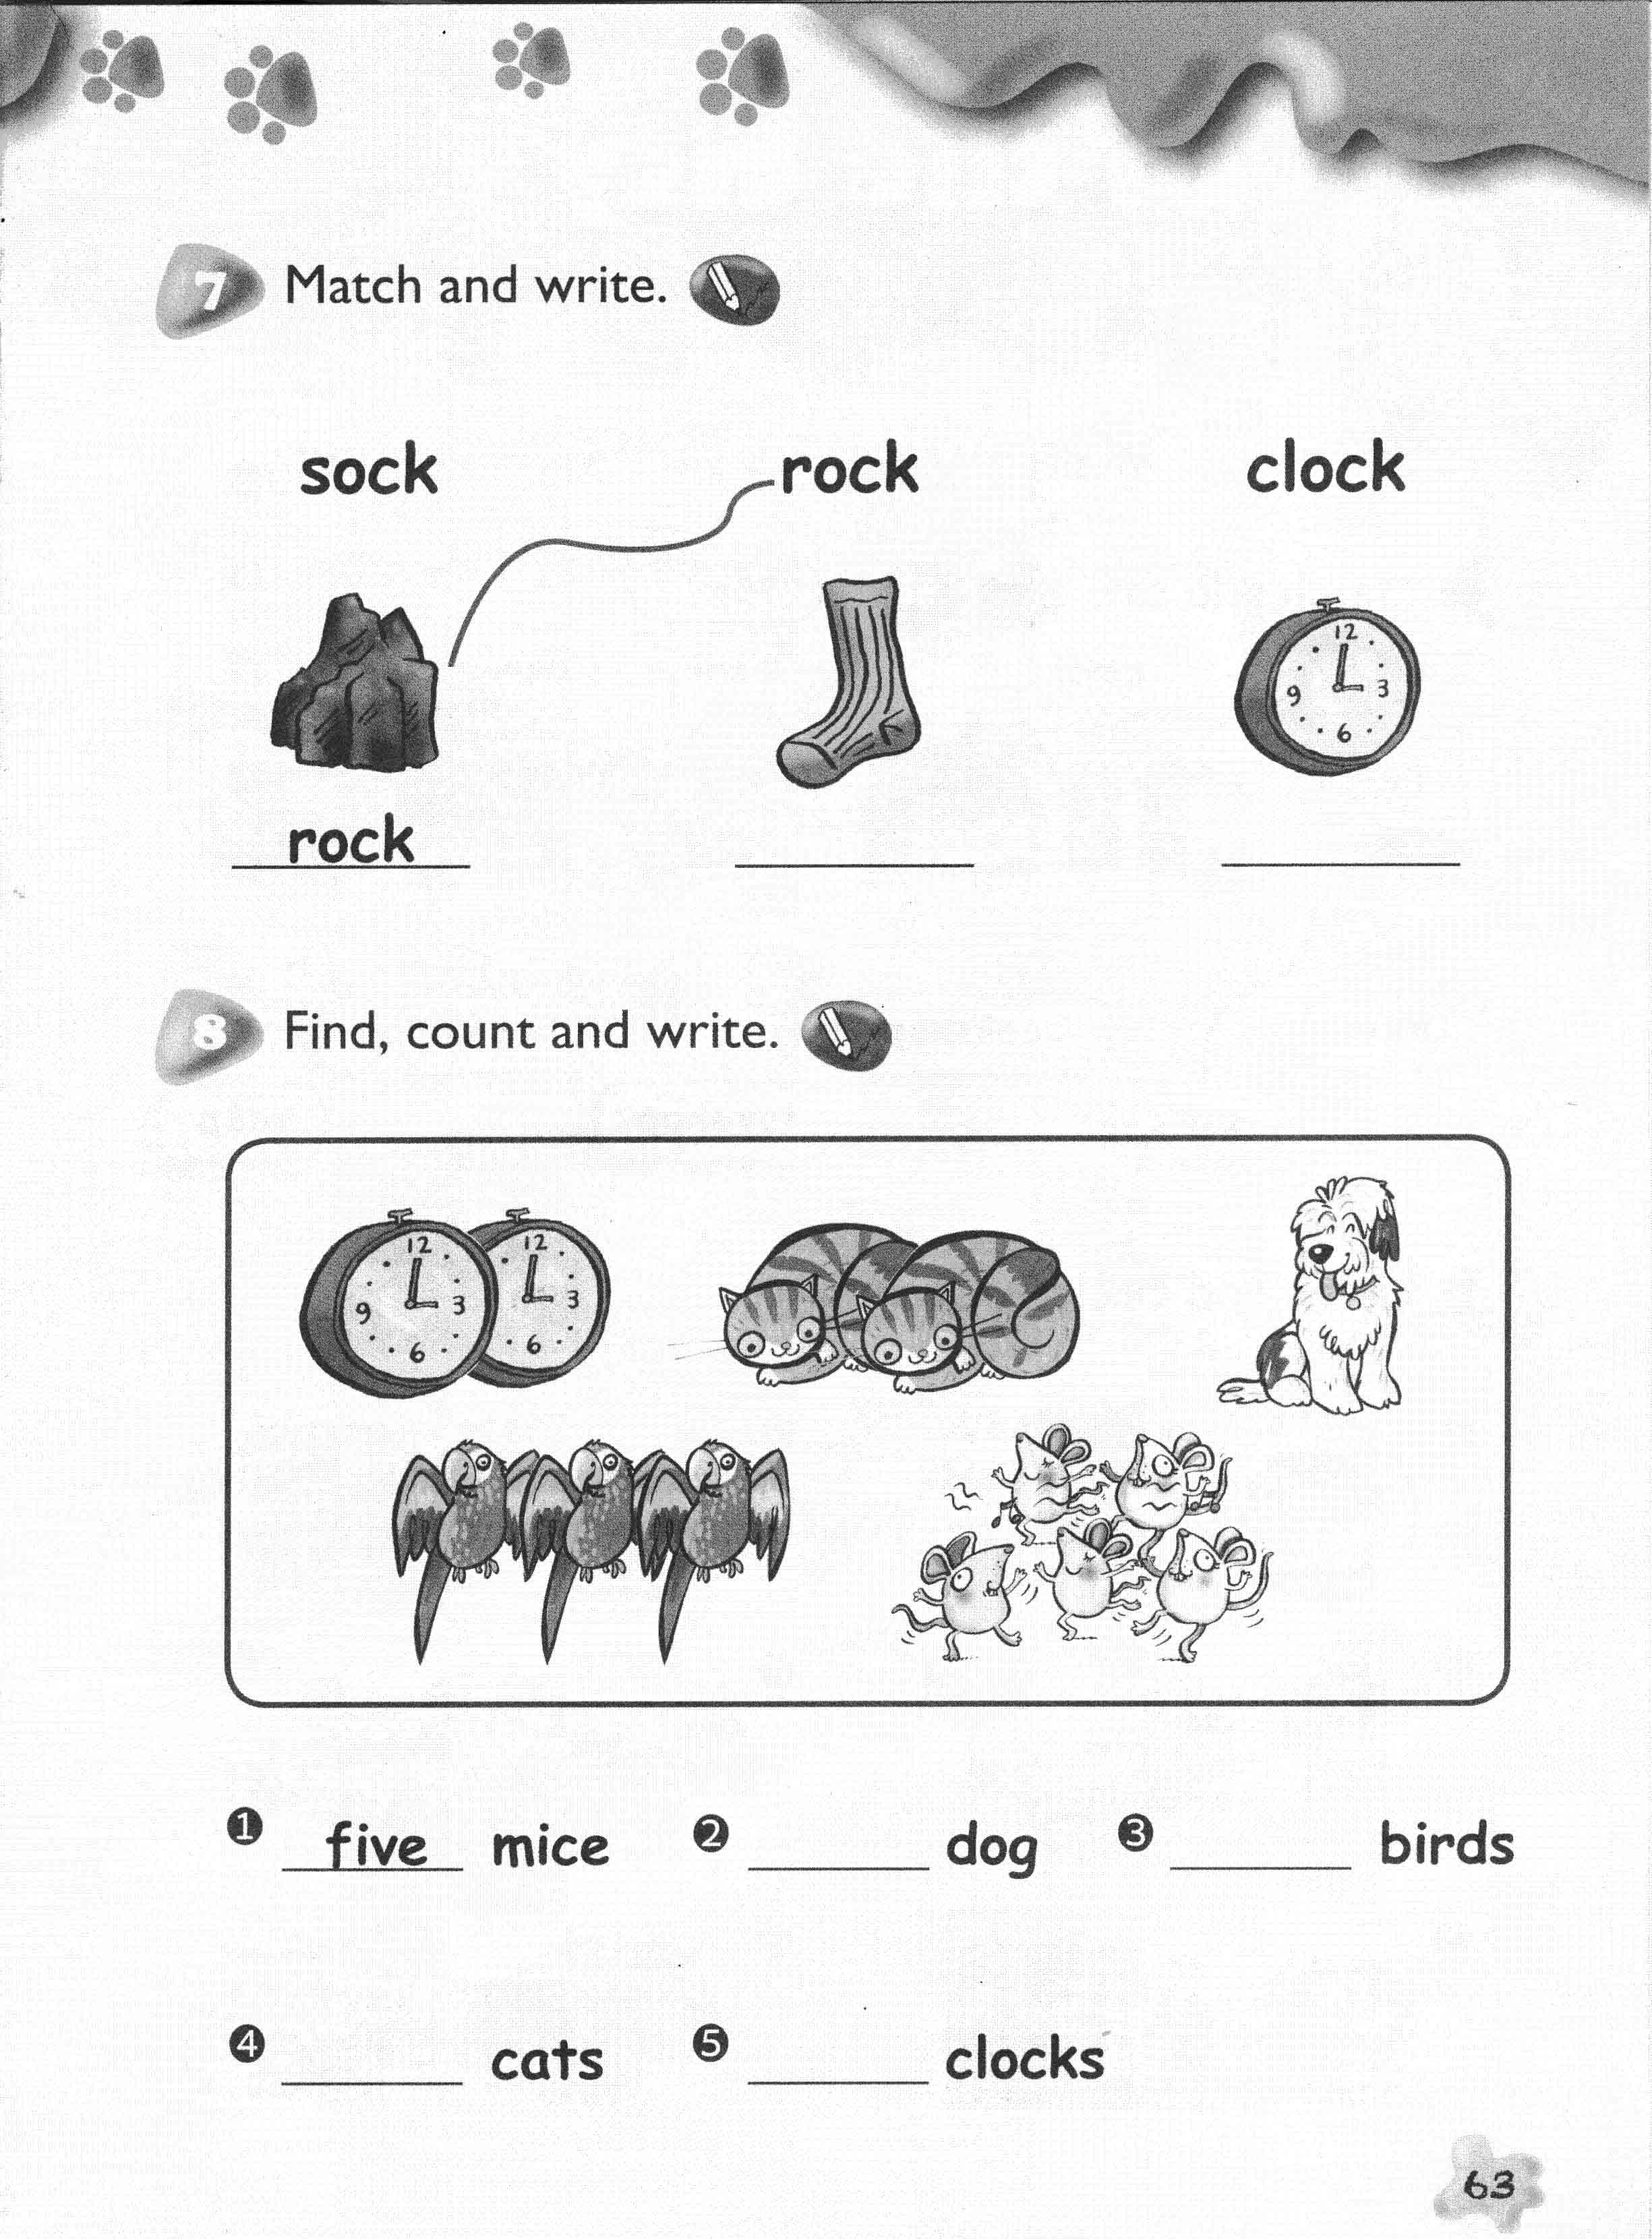 7 Match and write.
sock rock clock
12
9 3
6
rock
8 Find, count and write.
12 12
9 3 3
6 6
1 five mice 2 dog 3 birds
4 cats 5 clocks
63